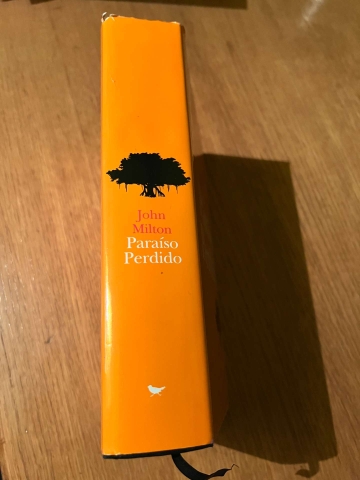 John
Milton
Paraíso
Perdido